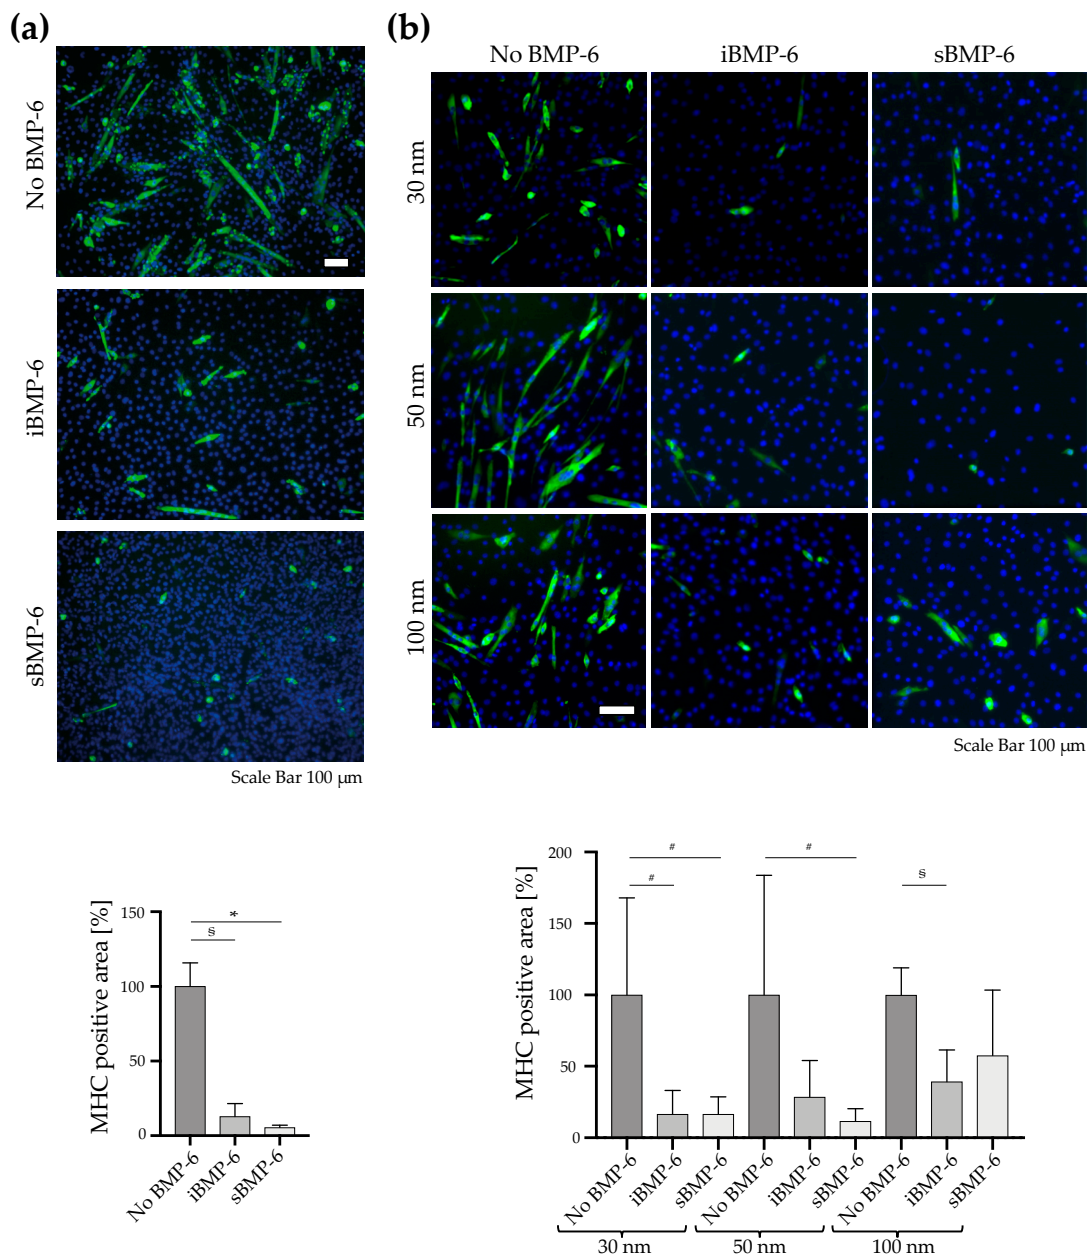 (a)
No BMP-6
iBMP-6
sBMP-6
Scale Bar 100 µm
(b)
No BMP-6 iBMP-6 sBMP-6
30 nm
50 nm
100 nm
Scale Bar 100 µm
MHC positive area [%]
150
100
50
0
*
§
No BMP-6 iBMP-6 sBMP-6
MHC positive area [%]
200
150
100
50
0
# #
# §
No BMP-6 iBMP-6 sBMP-6 No BMP-6 iBMP-6 sBMP-6 No BMP-6 iBMP-6 sBMP-6
30 nm 50 nm 100 nm